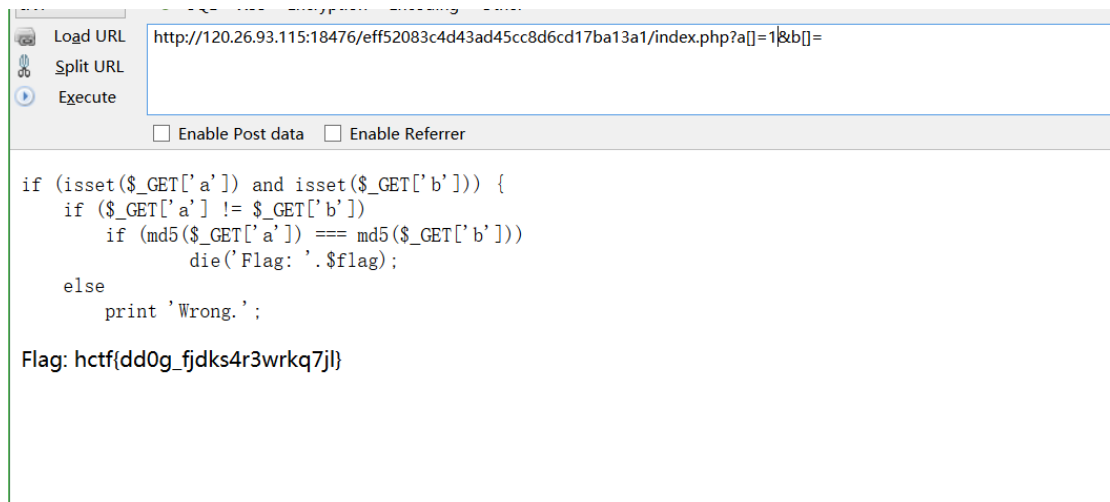 Load URL
http://120.26.93.115:18476/eff52083c4d43ad45cc8d6cd17ba13a1/index.php?a[]=1&b[]=
Split URL
Execute
Enable Post data Enable Referrer
if (isset($_GET['a']) and isset($_GET['b'])) {
    if ($_GET['a'] != $_GET['b'])
        if (md5($_GET['a']) === md5($_GET['b']))
                die('Flag: '.$flag);
    else
        print 'Wrong.';
Flag: hctf{dd0g_fjdks4r3wrkq7jl}